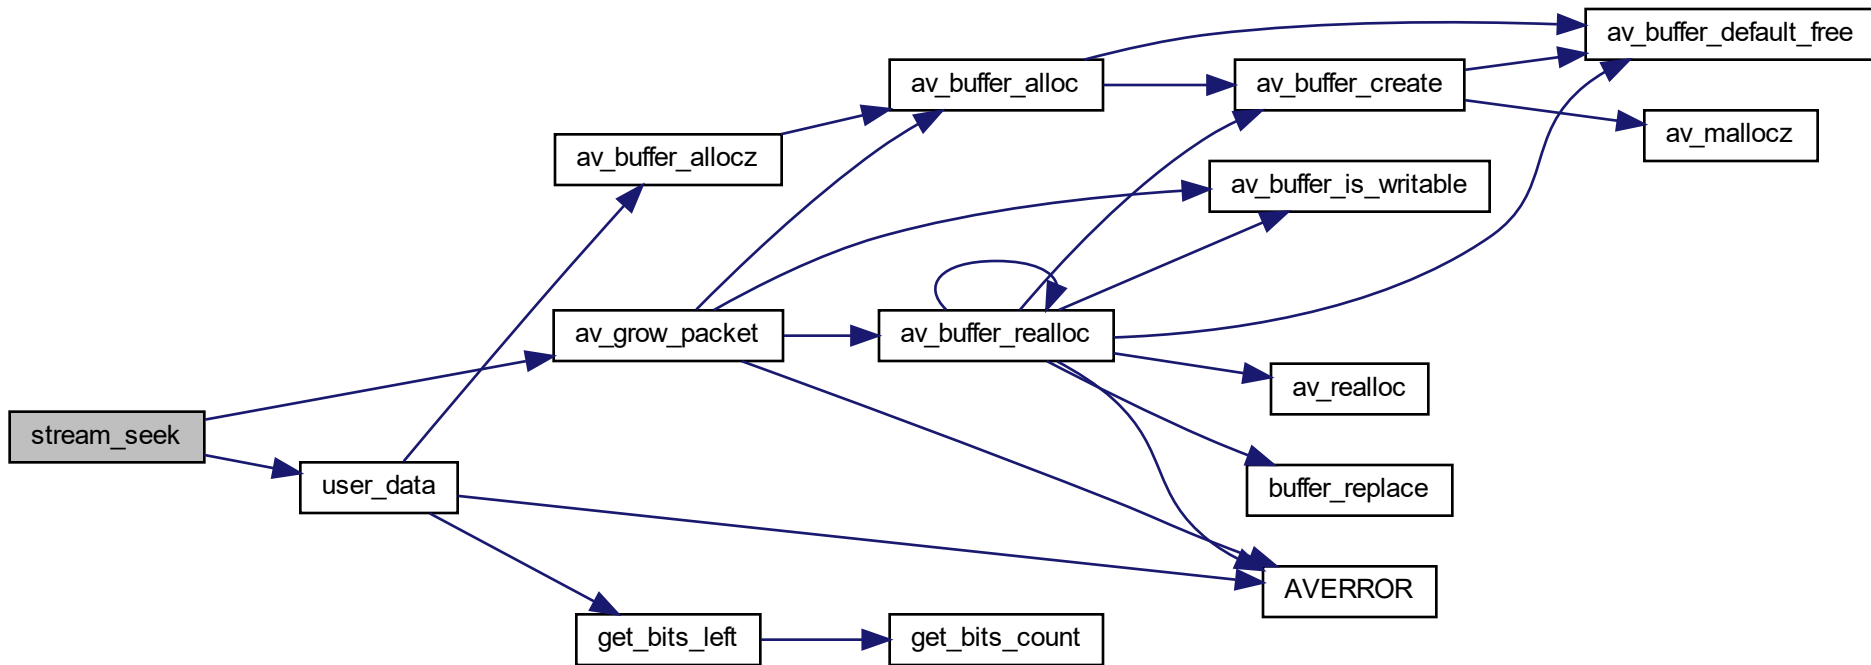 av_buffer_default_free
av_buffer_alloc
av_buffer_create
av_mallocz
av_buffer_allocz
av_buffer_is_writable
av_grow_packet
av_buffer_realloc
av_realloc
stream_seek
user_data
buffer_replace
AVERROR
get_bits_left
get_bits_count